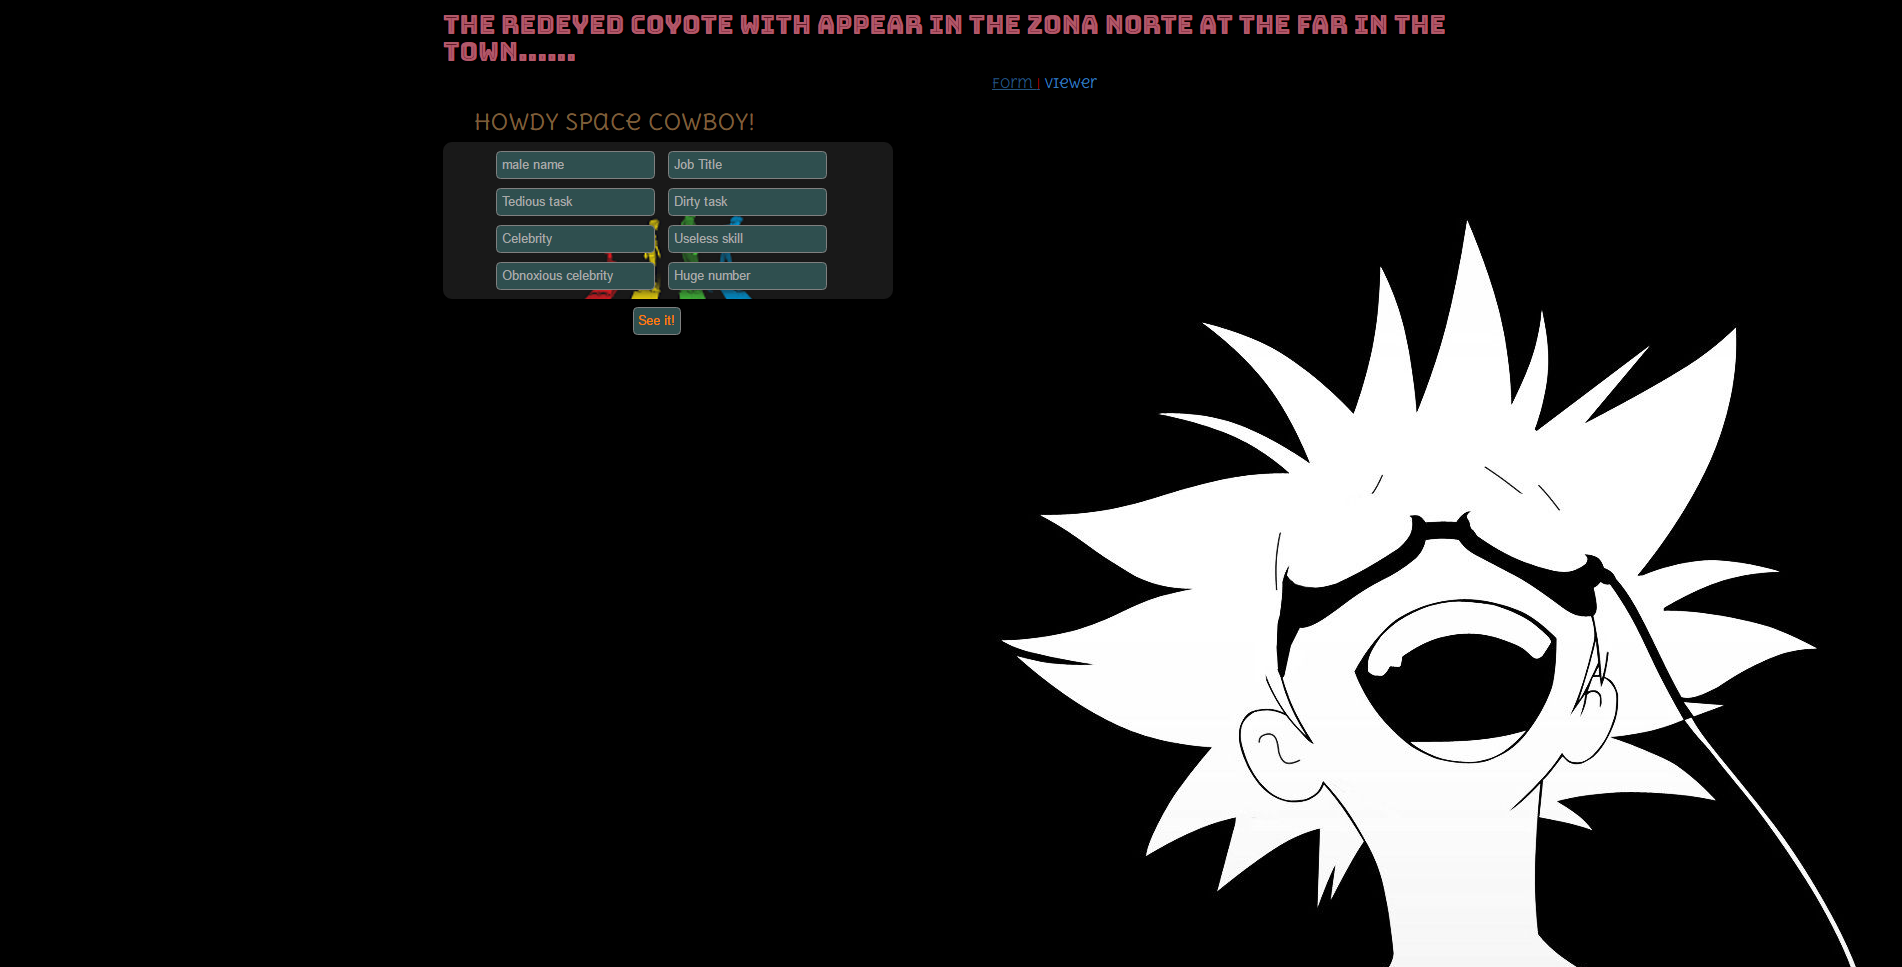 THE REDEYED COYOTE WITH APPEAR IN THE ZONA NORTE AT THE FAR IN THE
TOWN......
Form | Viewer
HOWDY SPACE COWBOY!
male name Job Title
Tedious task Dirty task
Celebrity Useless skill
Obnoxious celebrity Huge number
See it!